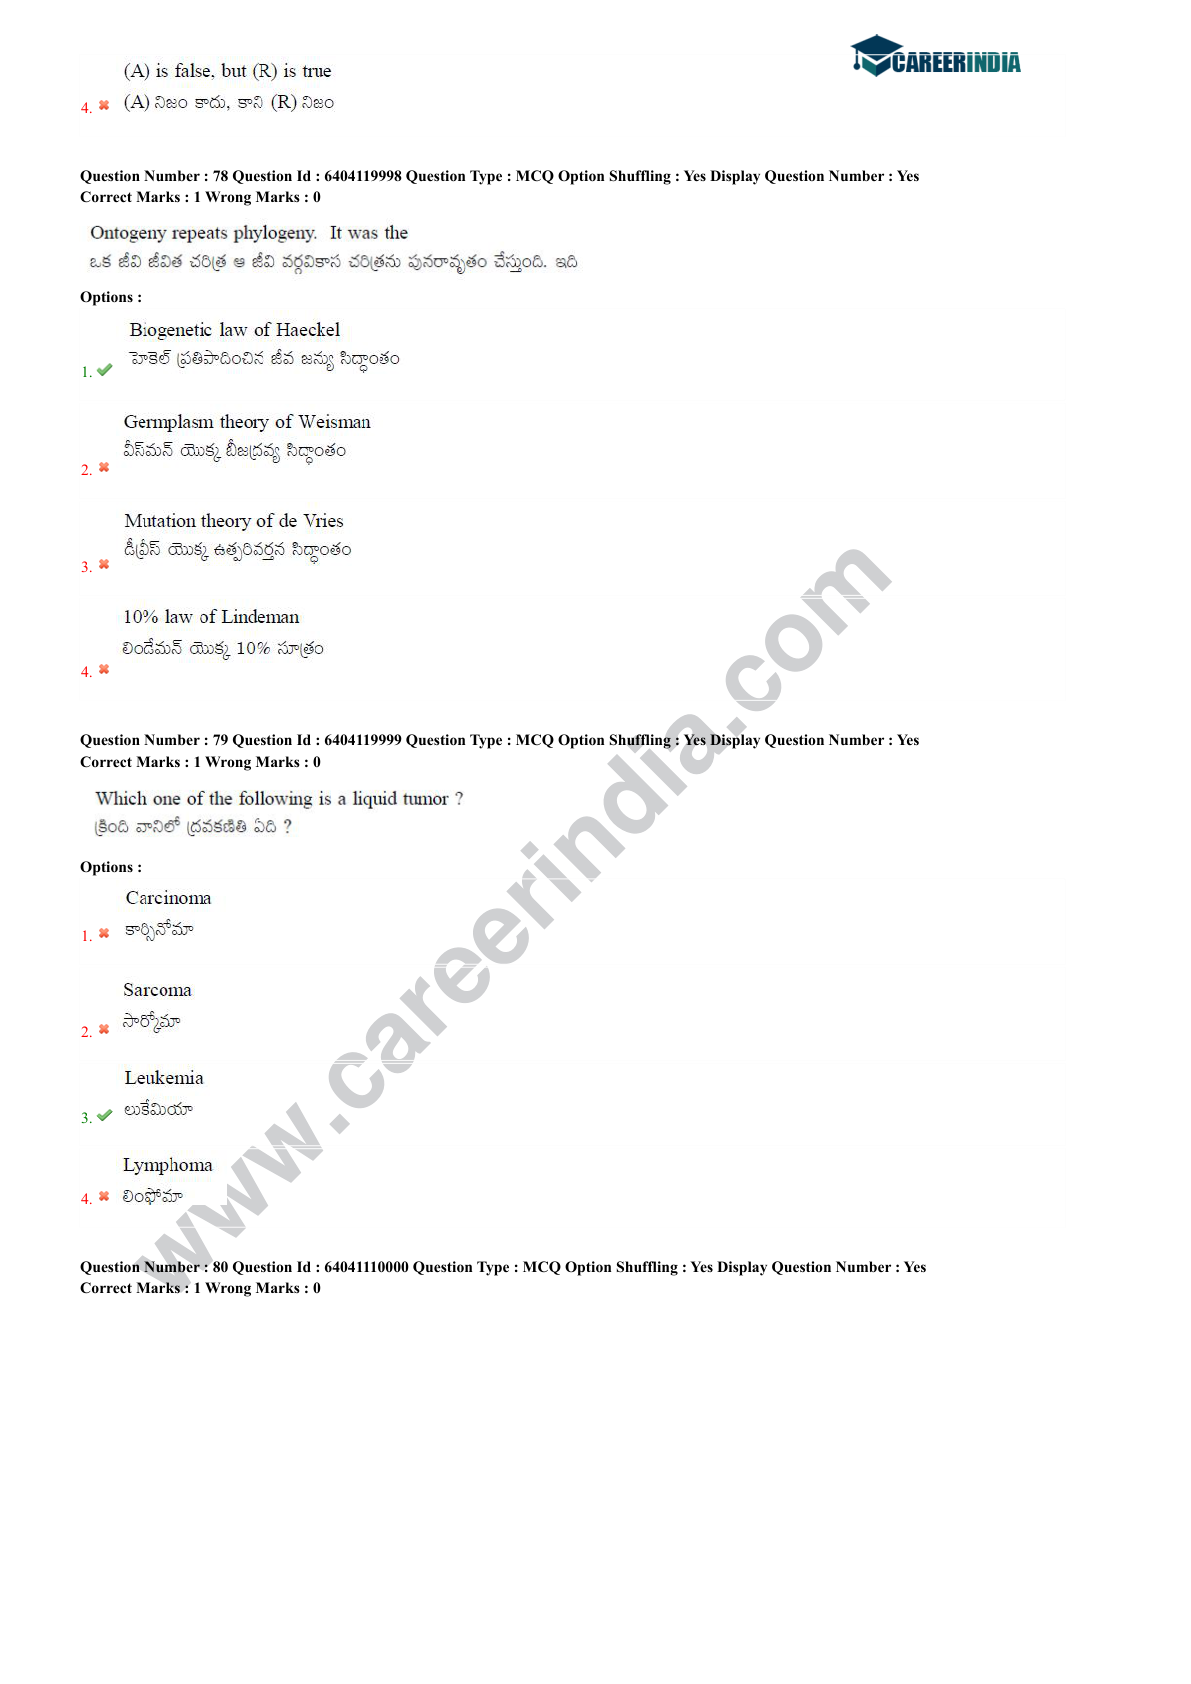 CAREERINDIA
(A) is false, but (R) is true
4. (A) నిజం కాదు, కాని (R) నిజం
Question Number : 78 Question Id : 6404119998 Question Type : MCQ Option Shuffling : Yes Display Question Number : Yes
Correct Marks : 1 Wrong Marks : 0
Ontogeny repeats phylogeny. It was the
ఒక జీవి జీవిత చరిత్ర ఆ జీవి వర్గవికాస చరిత్రను పునరావృతం చేస్తుంది. ఇది
Options :
Biogenetic law of Haeckel
హెకెల్ ప్రతిపాదించిన జీవ జన్యు సిద్ధాంతం
1.
Germplasm theory of Weisman
వీస్‌మన్ యొక్క బీజద్రవ్య సిద్ధాంతం
2.
Mutation theory of de Vries
డీవ్రీస్ యొక్క ఉత్పరివర్తన సిద్ధాంతం
3.
10% law of Lindeman
లిండేమన్ యొక్క 10% సూత్రం
4.
Question Number : 79 Question Id : 6404119999 Question Type : MCQ Option Shuffling : Yes Display Question Number : Yes
Correct Marks : 1 Wrong Marks : 0
Which one of the following is a liquid tumor ?
క్రింది వానిలో ద్రవకణితి ఏది ?
Options :
Carcinoma
1. కార్సినోమా
Sarcoma
2. సార్కోమా
Leukemia
3. లుకేమియా
Lymphoma
4. లింఫోమా
Question Number : 80 Question Id : 64041110000 Question Type : MCQ Option Shuffling : Yes Display Question Number : Yes
Correct Marks : 1 Wrong Marks : 0
www.careerindia.com